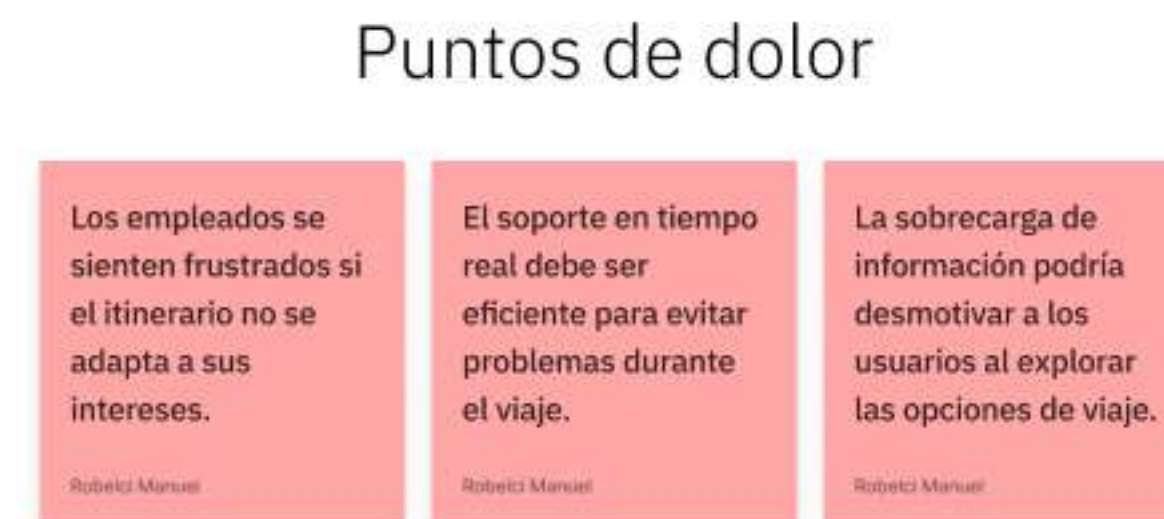 Puntos de dolor
Los empleados se
sienten frustrados si
el itinerario no se
adapta a sus
intereses.
Robelci Manuel
El soporte en tiempo
real debe ser
eficiente para evitar
problemas durante
el viaje.
Robelci Manuel
La sobrecarga de
información podría
desmotivar a los
usuarios al explorar
las opciones de viaje.
Robelci Manuel